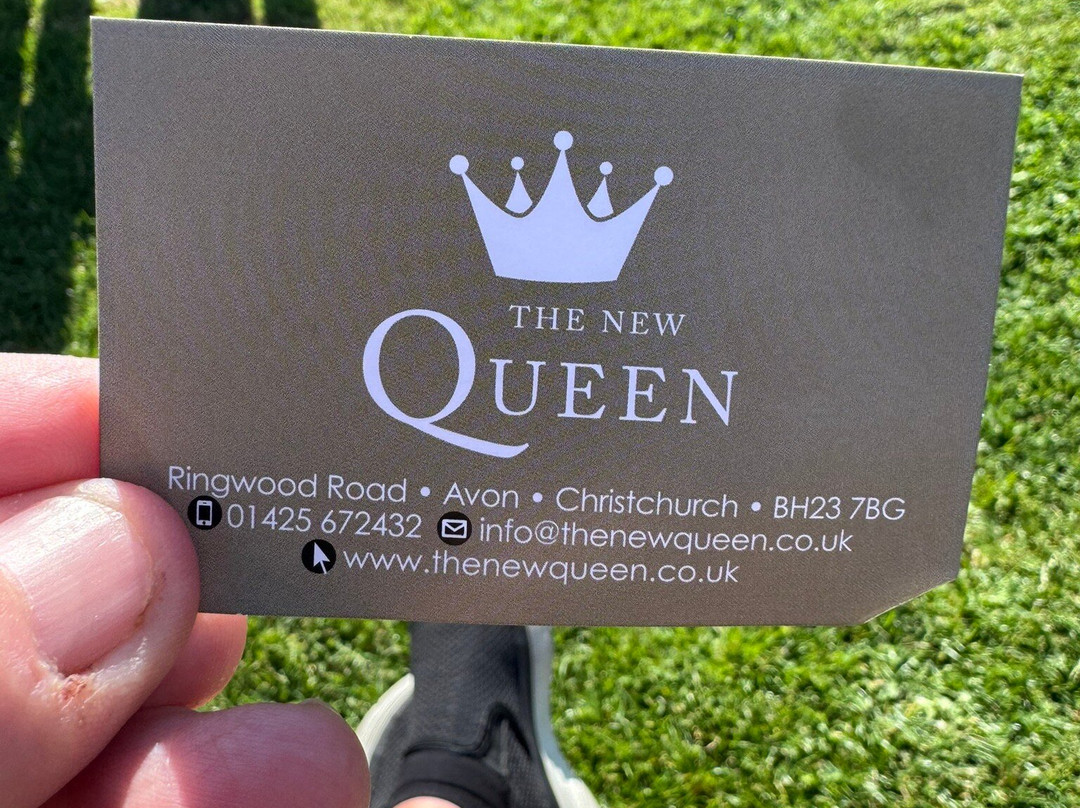 THE NEW
QUEEN
Ringwood Road • Avon • Christchurch • BH23 7BG
01425 672432 info@thenewqueen.co.uk
www.thenewqueen.co.uk